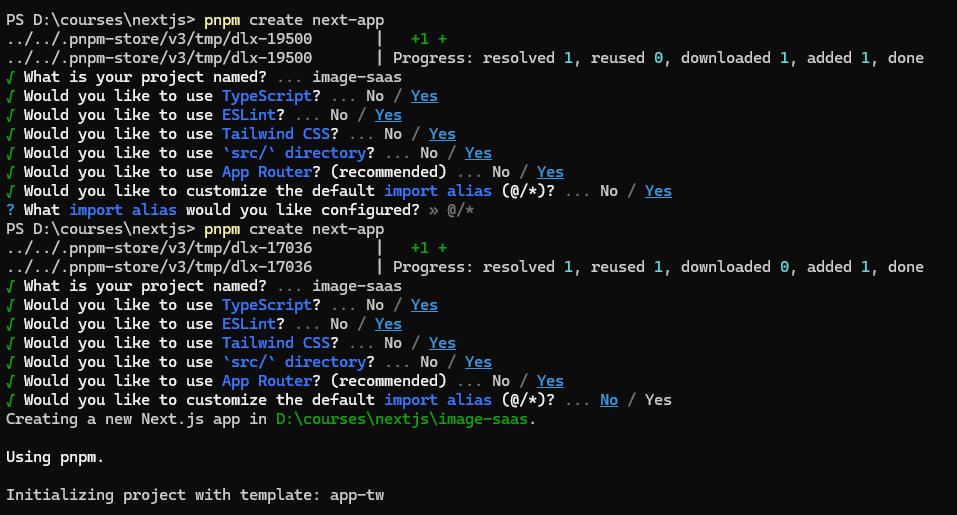 PS D:\courses\nextjs> pnpm create next-app
../../.pnpm-store/v3/tmp/dlx-19500       |   +1 +
../../.pnpm-store/v3/tmp/dlx-19500       | Progress: resolved 1, reused 0, downloaded 1, added 1, done
√ What is your project named? ... image-saas
√ Would you like to use TypeScript? ... No / Yes
√ Would you like to use ESLint? ... No / Yes
√ Would you like to use Tailwind CSS? ... No / Yes
√ Would you like to use `src/` directory? ... No / Yes
√ Would you like to use App Router? (recommended) ... No / Yes
√ Would you like to customize the default import alias (@/*)? ... No / Yes
? What import alias would you like configured? » @/*
PS D:\courses\nextjs> pnpm create next-app
../../.pnpm-store/v3/tmp/dlx-17036       |   +1 +
../../.pnpm-store/v3/tmp/dlx-17036       | Progress: resolved 1, reused 1, downloaded 0, added 1, done
√ What is your project named? ... image-saas
√ Would you like to use TypeScript? ... No / Yes
√ Would you like to use ESLint? ... No / Yes
√ Would you like to use Tailwind CSS? ... No / Yes
√ Would you like to use `src/` directory? ... No / Yes
√ Would you like to use App Router? (recommended) ... No / Yes
√ Would you like to customize the default import alias (@/*)? ... No / Yes
Creating a new Next.js app in D:\courses\nextjs\image-saas.
Using pnpm.
Initializing project with template: app-tw